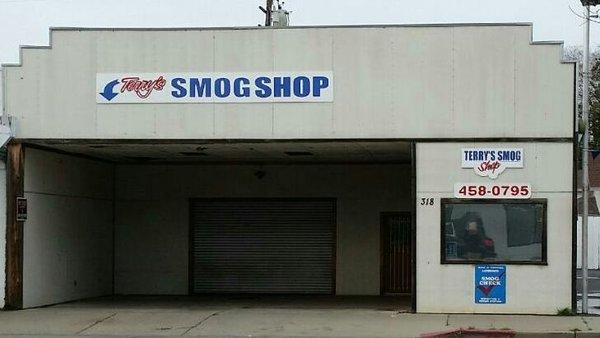 Terry's SMOG SHOP
TERRY'S SMOG
Shop
458-0795
318
SMOG
CHECK